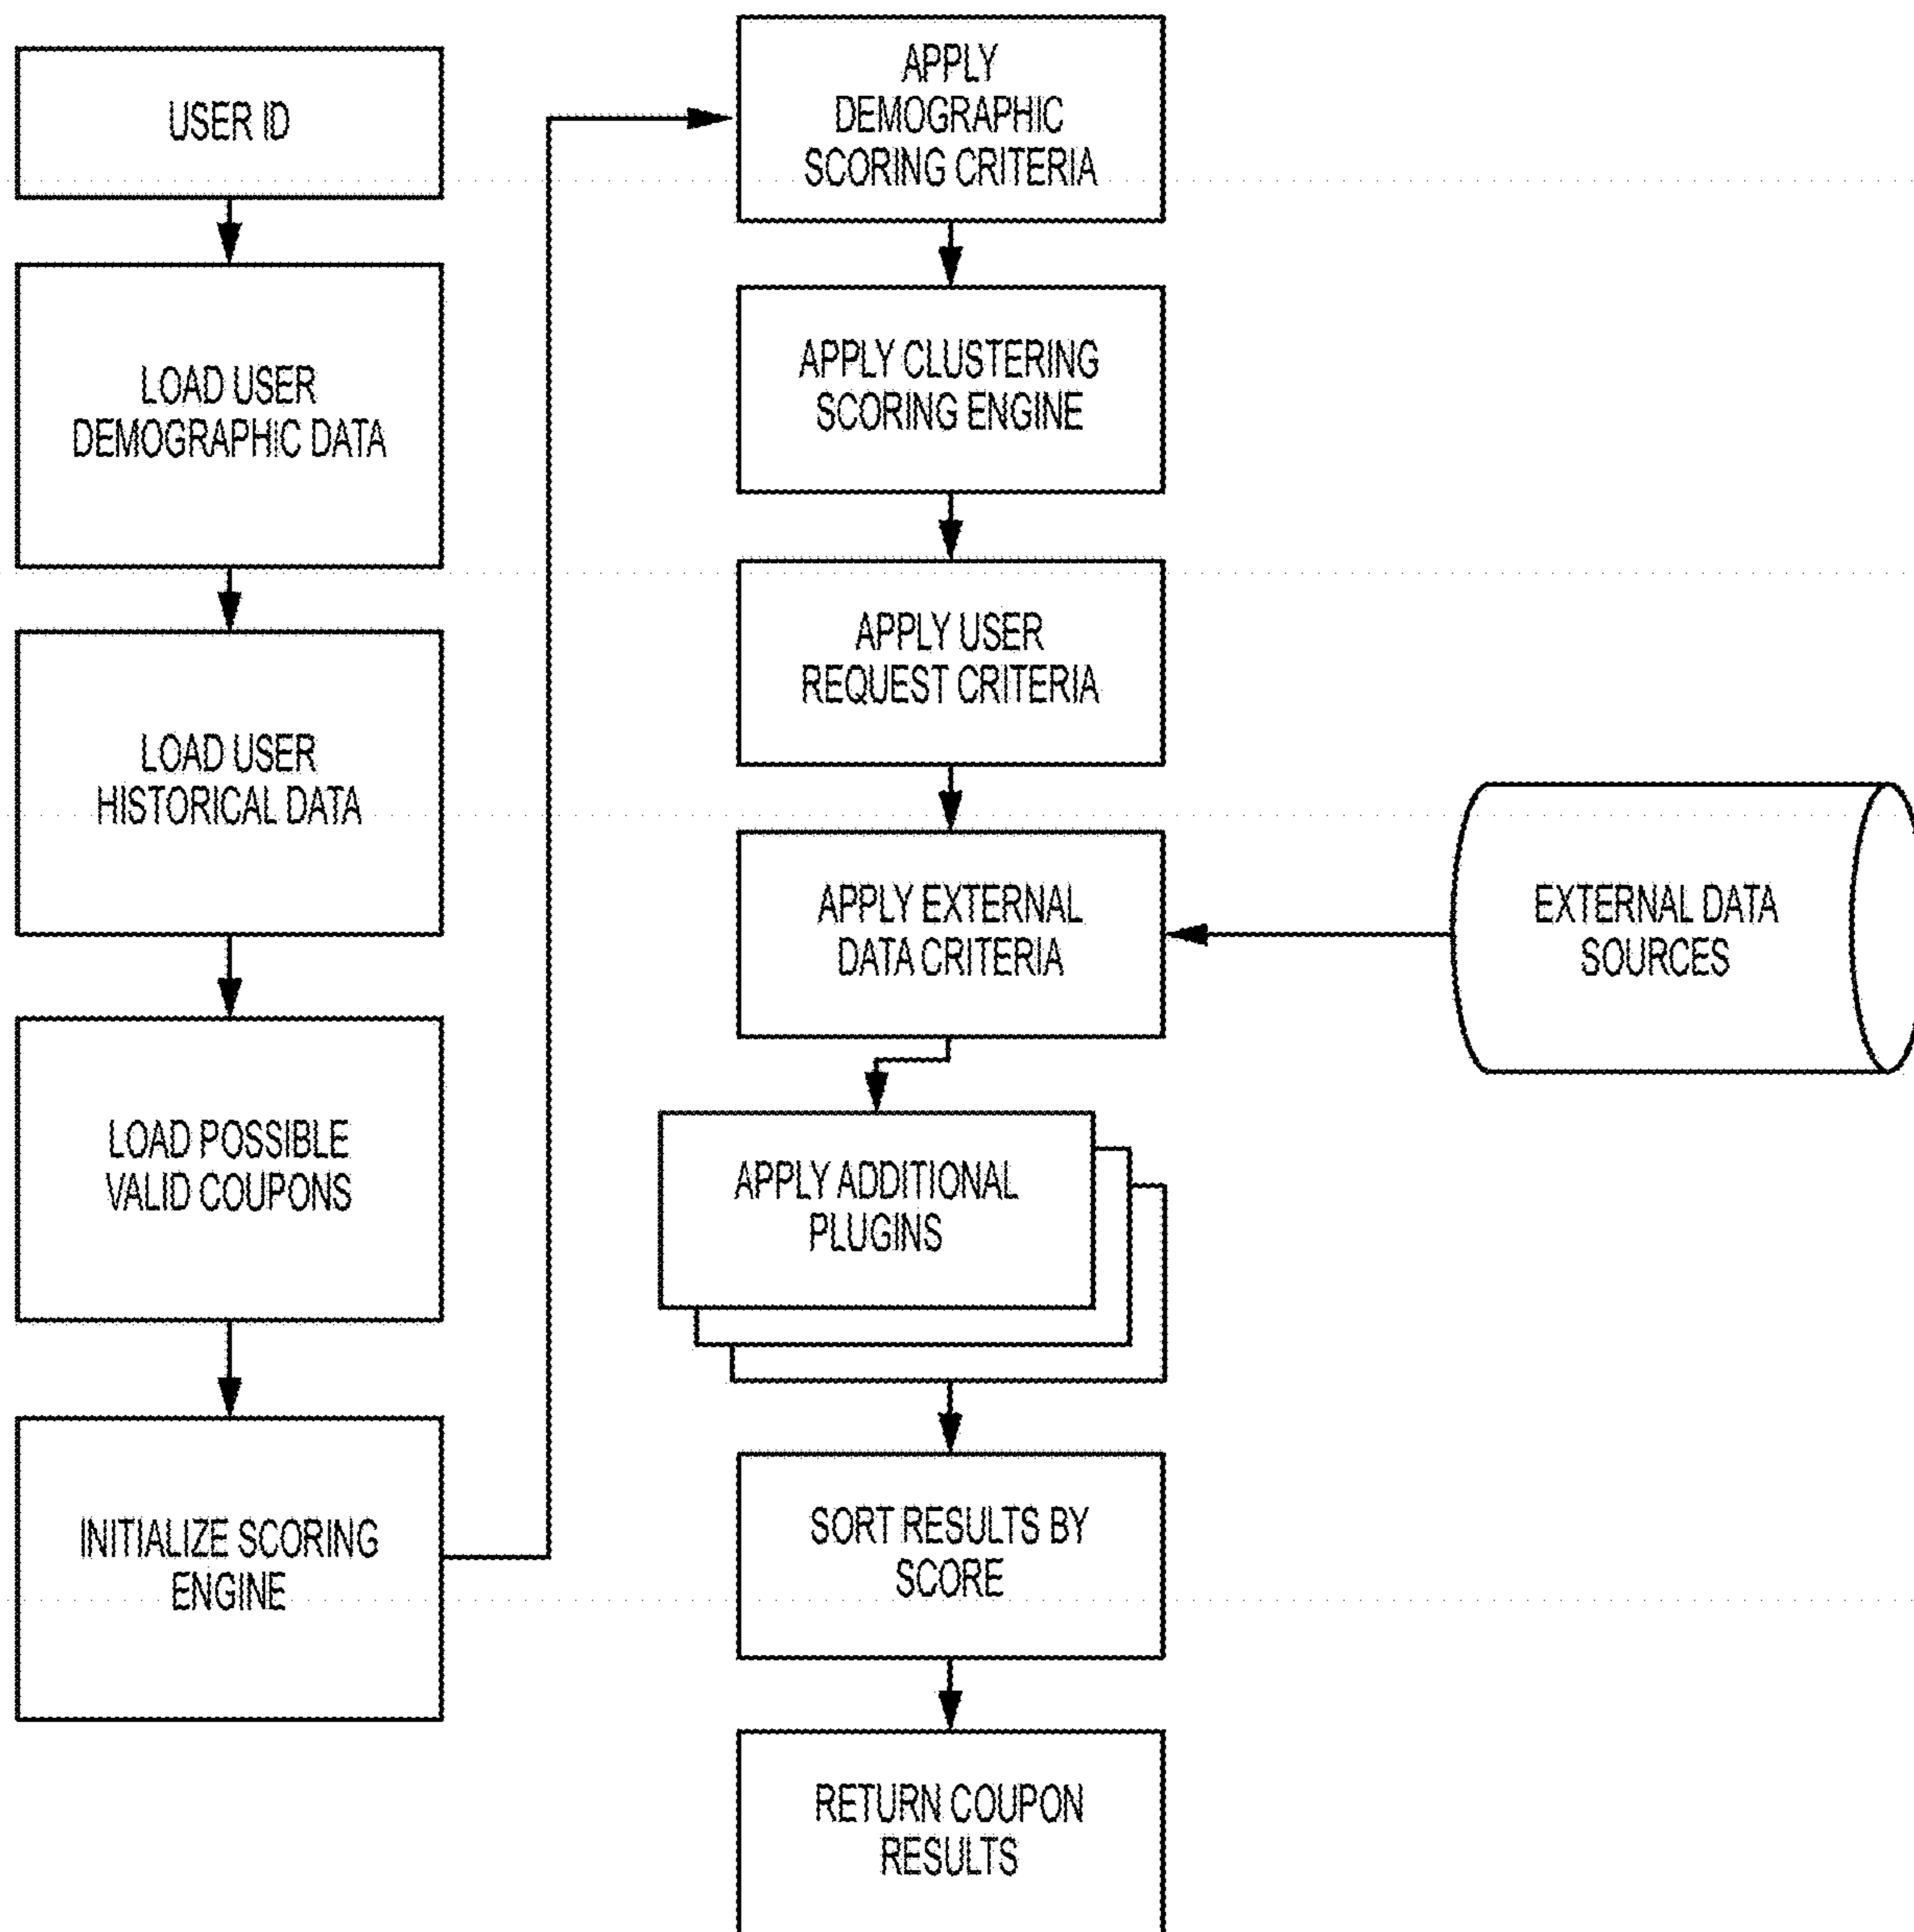 USER ID
LOAD USER
DEMOGRAPHIC DATA
LOAD USER
HISTORICAL DATA
LOAD POSSIBLE
VALID COUPONS
INITIALIZE SCORING
ENGINE
APPLY
DEMOGRAPHIC
SCORING CRITERIA
APPLY CLUSTERING
SCORING ENGINE
APPLY USER
REQUEST CRITERIA
APPLY EXTERNAL
DATA CRITERIA
EXTERNAL DATA
SOURCES
APPLY ADDITIONAL
PLUGINS
SORT RESULTS BY
SCORE
RETURN COUPON
RESULTS